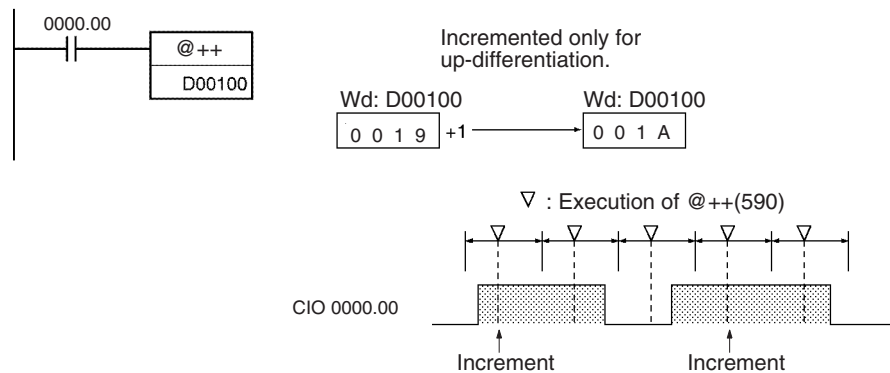 0000.00
@++
D00100
Incremented only for
up-differentiation.
Wd: D00100 Wd: D00100
0 0 1 9 +1 0 0 1 A
▽ : Execution of @++(590)
CIO 0000.00
Increment Increment